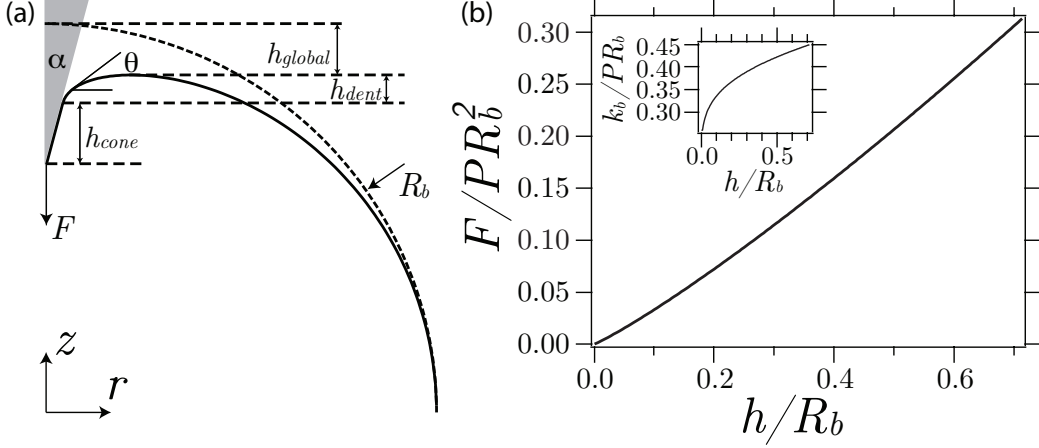 (a)
α
θ
h_global
h_dent
h_cone
R_b
F
z
r
(b)
F/PR_b^2
0.30
0.25
0.20
0.15
0.10
0.05
0.00
0.0
0.2
0.4
0.6
h/R_b
k_b/PR_b
0.45
0.40
0.35
0.30
0.0
0.5
h/R_b